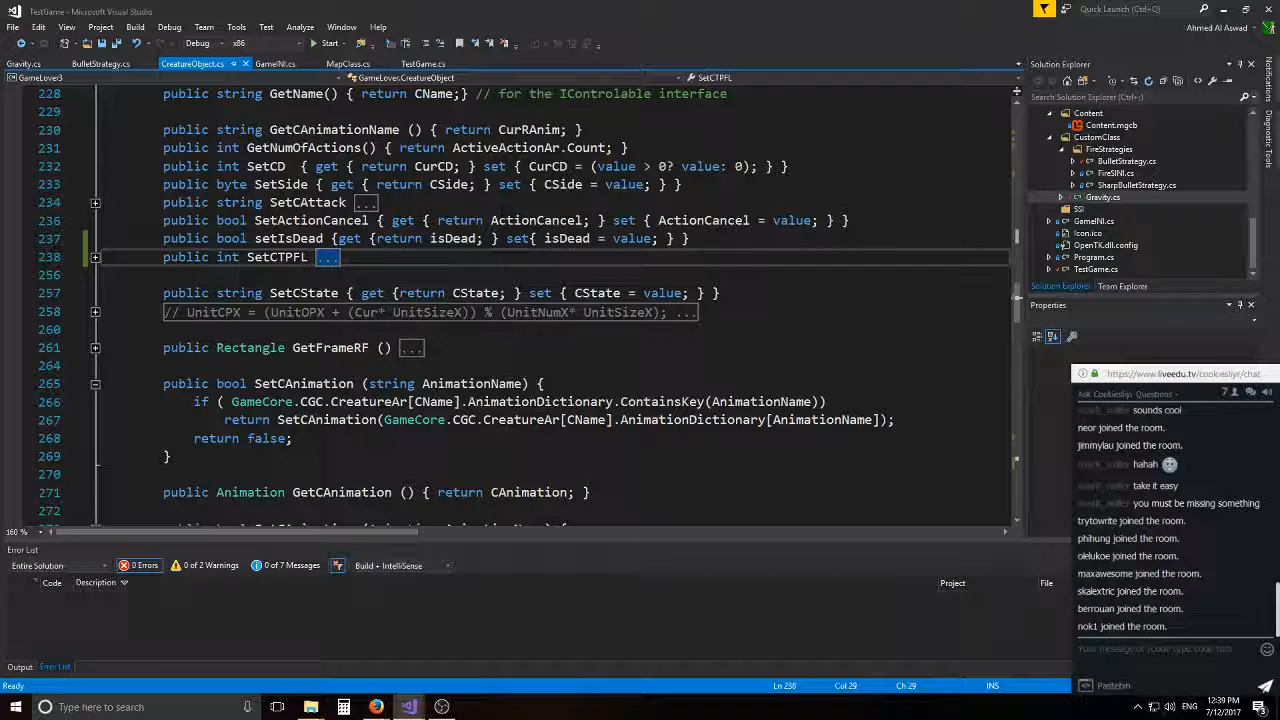 TestGame - Microsoft Visual Studio
Quick Launch (Ctrl+Q)
File Edit View Project Build Debug Team Tools Test Analyze Window Help
Ahmed Al Aswad
Debug x86 Start
Gravity.cs BulletStrategy.cs CreatureObject.cs GameINI.cs MapClass.cs TestGame.cs
GameLover3 GameLover.CreatureObject SetCTPFL
228 public string GetName() { return CName;} // for the IControlable interface
229
230 public string GetCAnimationNbe () { return CurRAnim; }
231 public int GetNumOfActions() { return ActiveActionAr.Count; }
232 public int SetCD { get { return CurCD; } set { CurCD = (value > 0? value: 0); } }
233 public byte SetSide { get { return CSide; } set { CSide = value; } }
234 public string SetCAttack ...
236 public bool SetActionCancel { get { return ActionCancel; } set { ActionCancel = value; } }
237 public bool setIsDead {get {return isDead; } set{ isDead = value; } }
238 public int SetCTPFL ...
256
257 public string SetCState { get {return CState; } set { CState = value; } }
258 // UnitCPX = (UnitOPX + (Cur* UnitSizeX)) % (UnitNumX* UnitSizeX); ...
260
261 public Rectangle GetFrameRF () ...
264
265 public bool SetCAnimation (string AnimationName) {
266 if ( GameCore.CGC.CreatureAr[CName].AnimationDictionary.ContainsKey(AnimationName))
267 return SetCAnimation(GameCore.CGC.CreatureAr[CName].AnimationDictionary[AnimationName]);
268 return false;
269 }
270
271 public Animation GetCAnimation () { return CAnimation; }
272
160 %
Error List
Entire Solution 0 Errors 0 of 2 Warnings 0 of 7 Messages Build + IntelliSense
Code Description Project File
Output Error List
Ready Ln 238 Col 29 Ch 29 INS
Solution Explorer
Search Solution Explorer (Ctrl+;)
Content
Content.mgcb
CustomClass
FireStrategies
BulletStrategy.cs
FireSINI.cs
SharpBulletStrategy.cs
Gravity.cs
SSI
GameINI.cs
Icon.ico
OpenTK.dll.config
Program.cs
TestGame.cs
Solution Explorer Team Explorer
Properties
Notifications
Diagnostic Tools
https://www.liveedu.tv/cookiesliyr/chat
Ask Cookiesliy: Questions - 7
sounds cool
neor joined the room.
jimmylau joined the room.
hahah
take it easy
you must be missing something
trytowrite joined the room.
phihung joined the room.
olelukoe joined the room.
maxawesome joined the room.
skalextric joined the room.
berrouan joined the room.
nok1 joined the room.
Pastebin
Type here to search
ENG 12:39 PM
7/12/2017